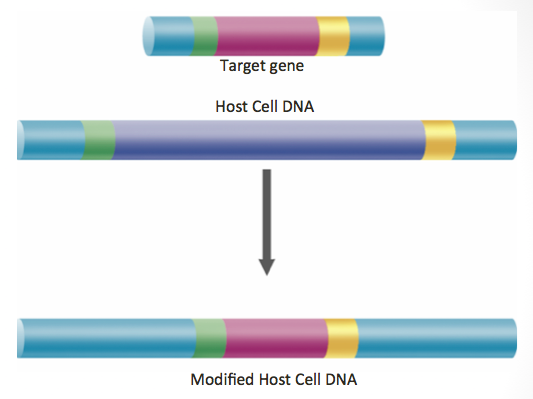 Target gene
Host Cell DNA
Modified Host Cell DNA